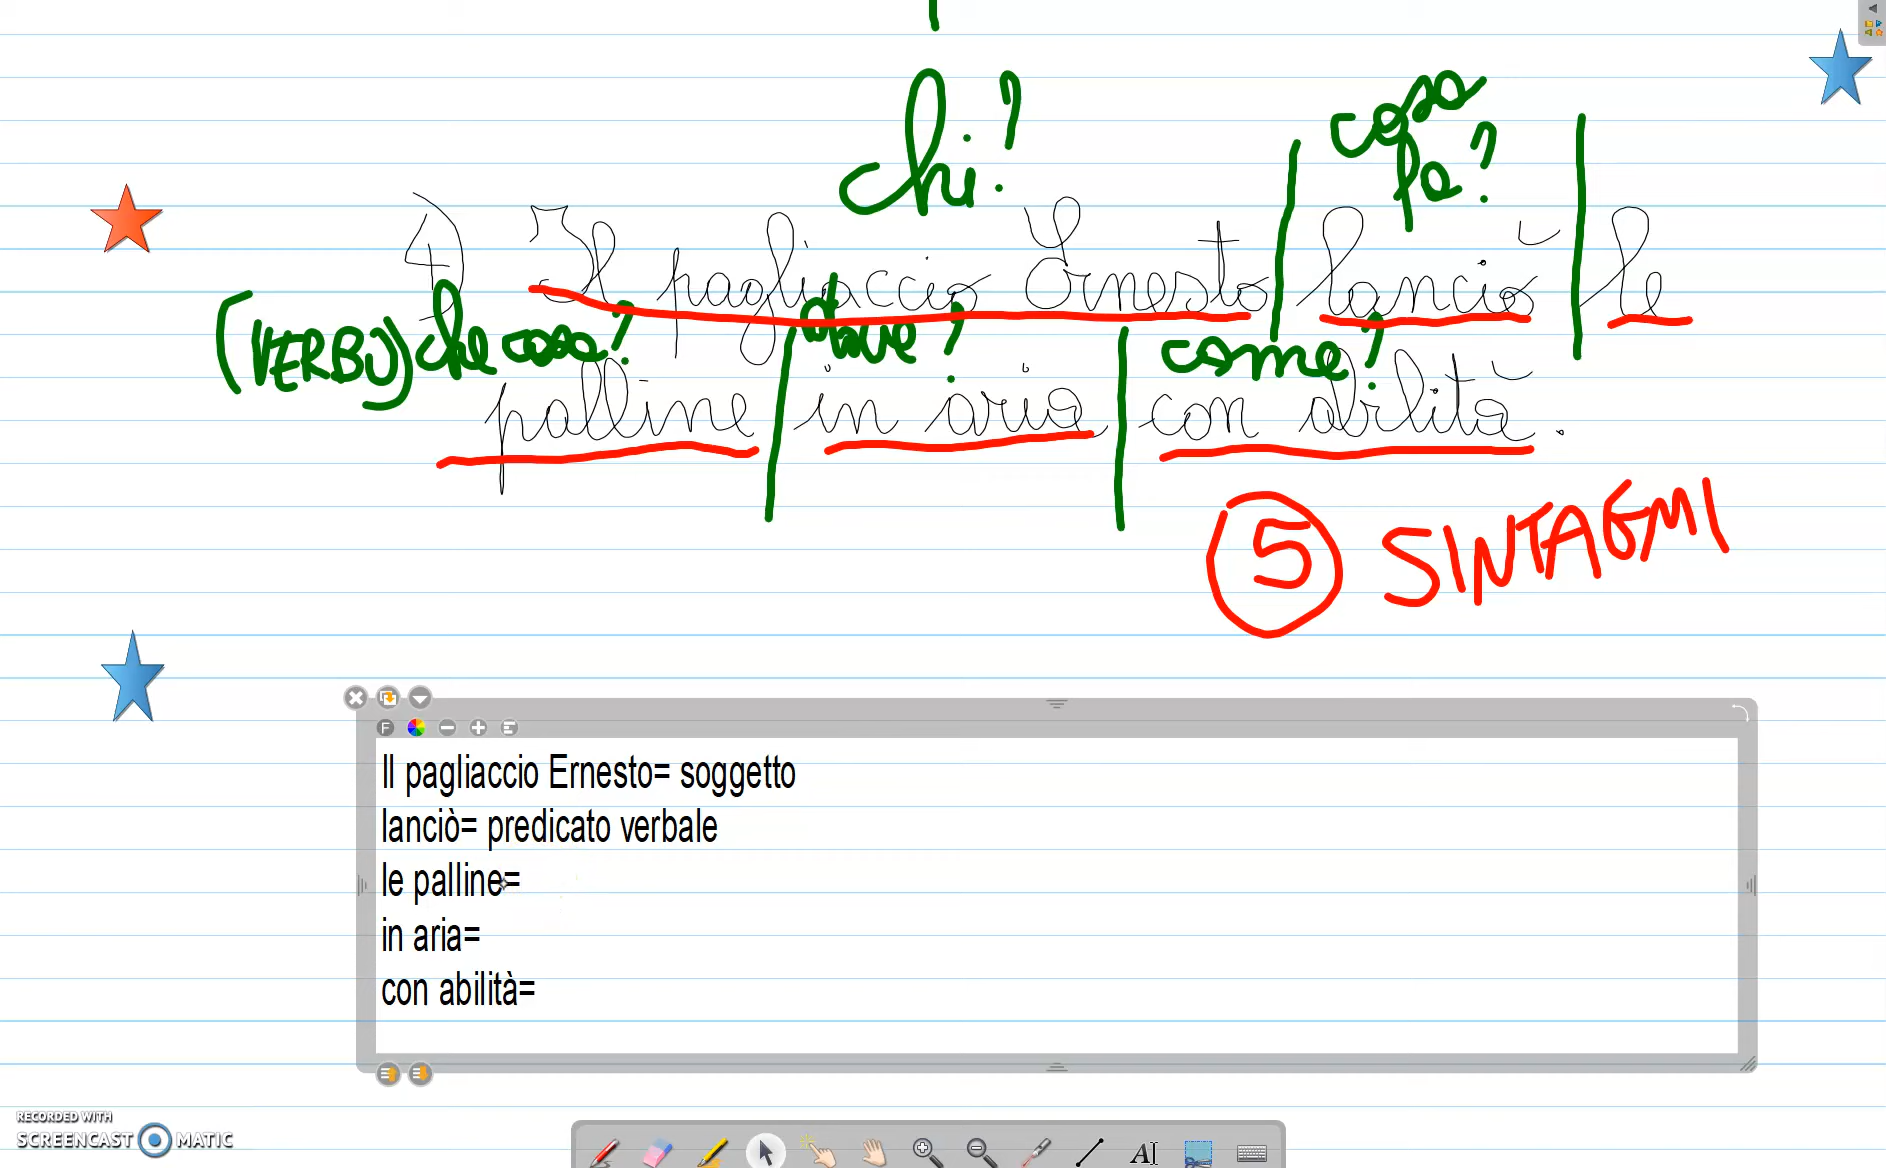 chi? cosa
fa?
4) Il pagliaccio Ernesto lanciò le
(VERBO) che cosa? dove? come?
palline in aria con abilità.
5 SINTAGMI
Il pagliaccio Ernesto= soggetto
lanciò= predicato verbale
le palline=
in aria=
con abilità=
RECORDED WITH
SCREENCAST MATIC